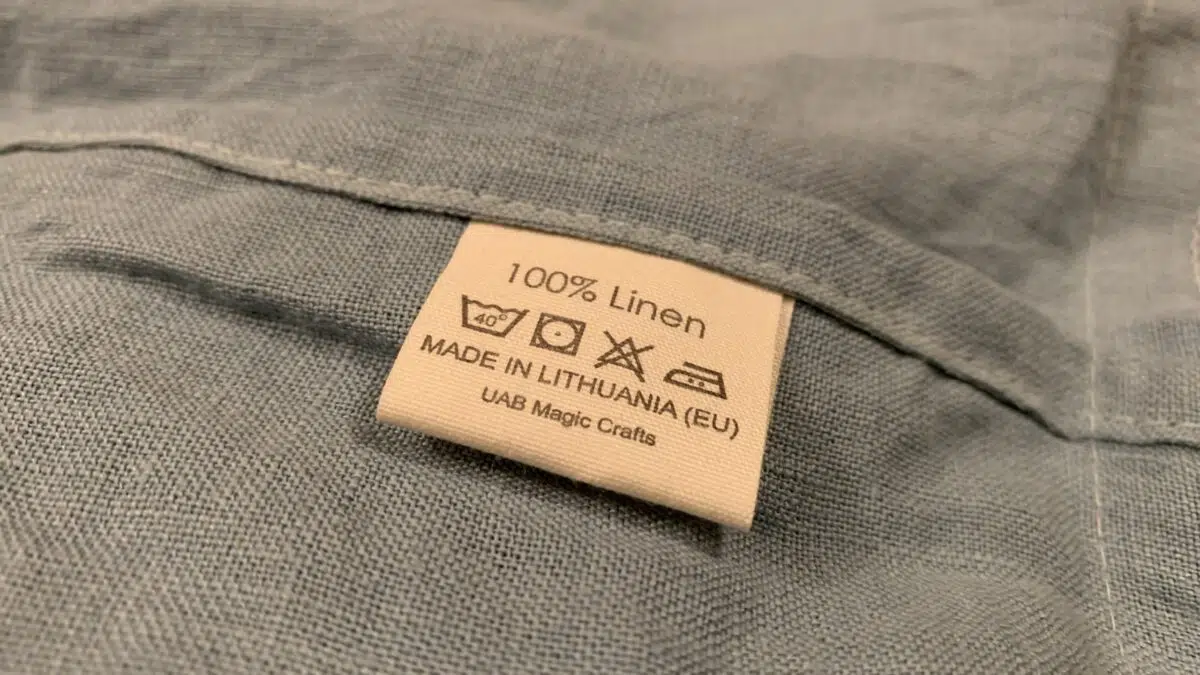 100% Linen
40°
MADE IN LITHUANIA (EU)
UAB Magic Crafts